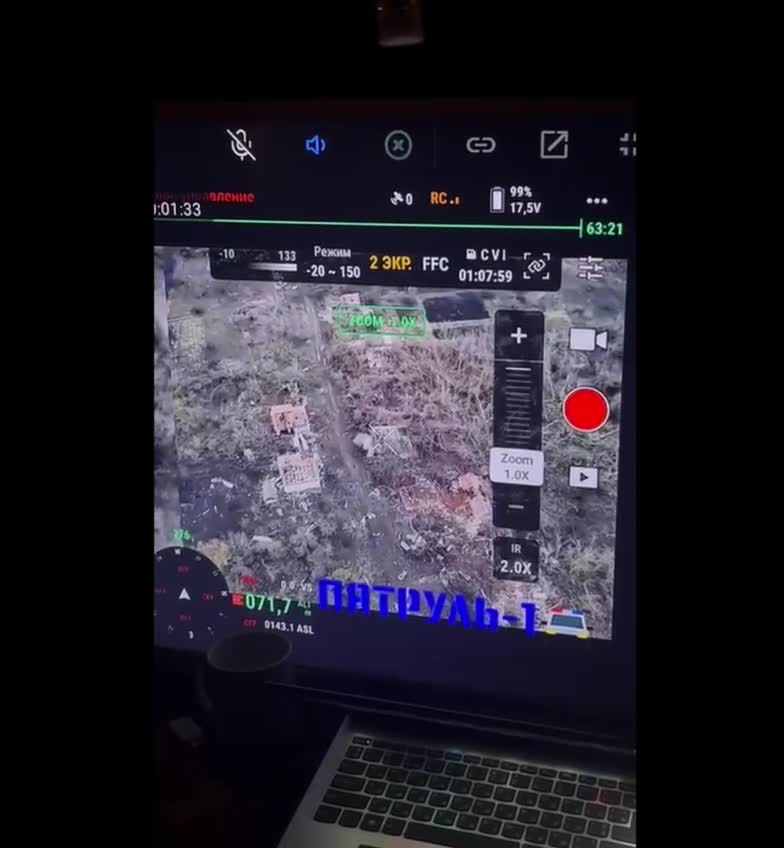 :01:33
0
RC
99%
17,5V
63:21
-10
133
Режим
-20 ~ 150
2 ЭКР.
FFC
CVI
01:07:59
ZOOM 1.0X
+
Zoom
1.0X
IR
2.0X
276
W
0.0 VS
071,7 ALT m
0143.1 ASL
ПАТРУЛЬ-1